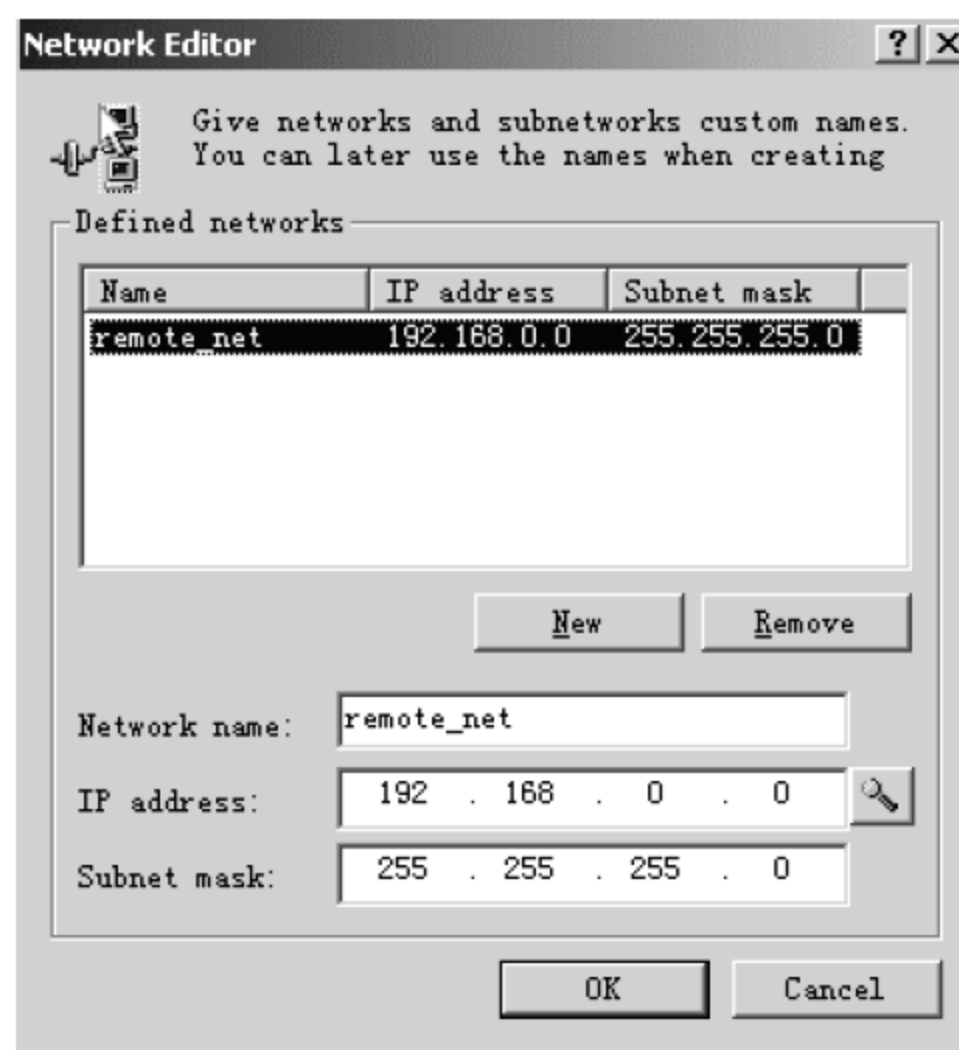 Network Editor
Give networks and subnetworks custom names.
You can later use the names when creating
Defined networks
Name IP address Subnet mask
remote_net 192.168.0.0 255.255.255.0
New Remove
Network name: remote_net
IP address: 192 . 168 . 0 . 0
Subnet mask: 255 . 255 . 255 . 0
OK Cancel